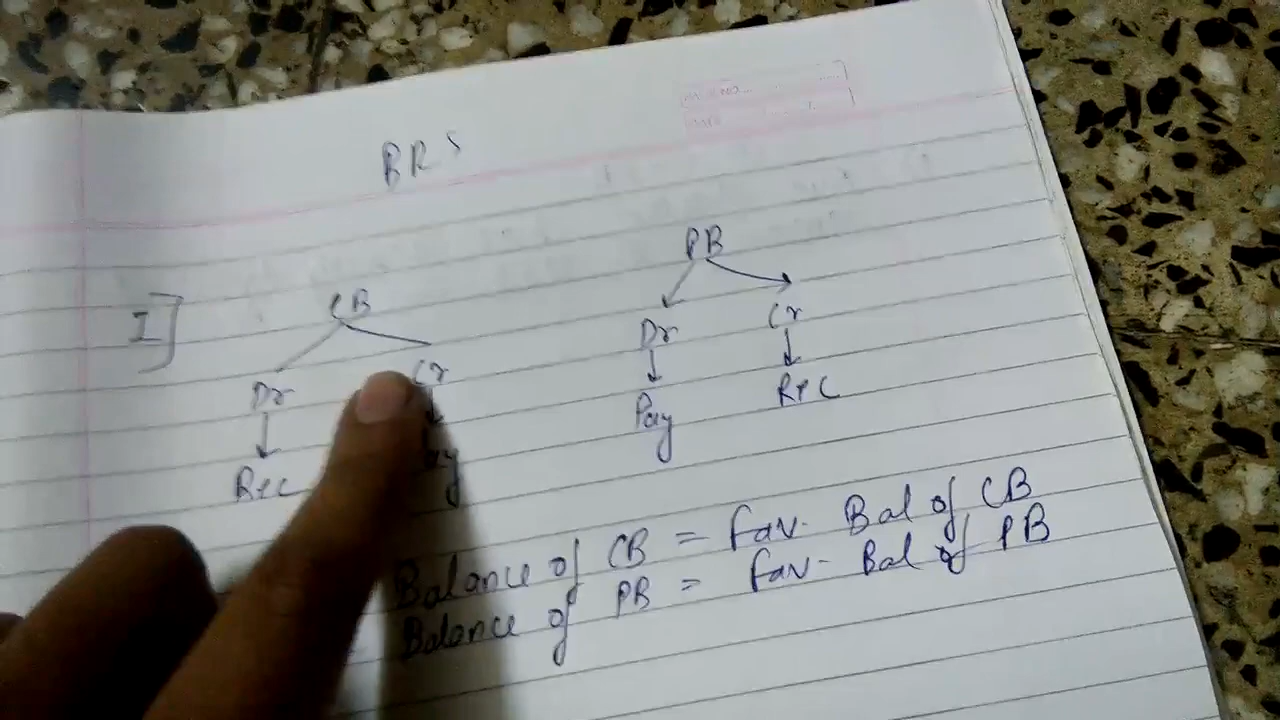 BRS
PB
I] CB
Dr Cr
Dr Cr
Pay Rec
Rec
Balance of CB = fav. Bal of CB
Balance of PB = fav. Bal of PB